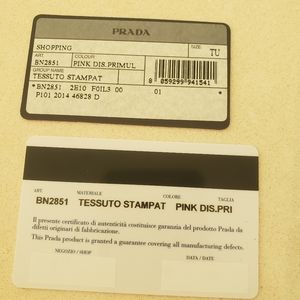 PRADA
SHOPPING
SIZE TU
ART. COLOUR
BN2851 PINK DIS.PRIMUL
GROUP NAME
TESSUTO STAMPAT
8 059299 941541
*BN2851 2E10 F0IL3 00 01 *
P101 2014 46828 D
ART. MATERIALE COLORE TAGLIA
BN2851 TESSUTO STAMPAT PINK DIS.PRI
Il presente certificato di autenticità costituisce garanzia del prodotto Prada da
difetti originari di fabbricazione.
This Prada product is granted a guarantee covering all manufacturing defects.
NEGOZIO / SHOP DATA / DATE